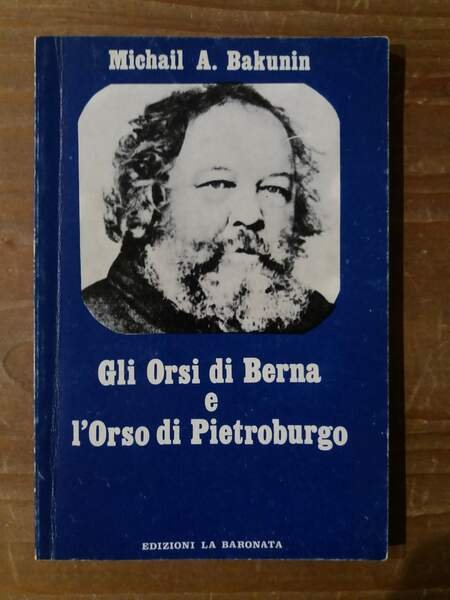 Michail A. Bakunin
Gli Orsi di Berna
e
l'Orso di Pietroburgo
EDIZIONI LA BARONATA